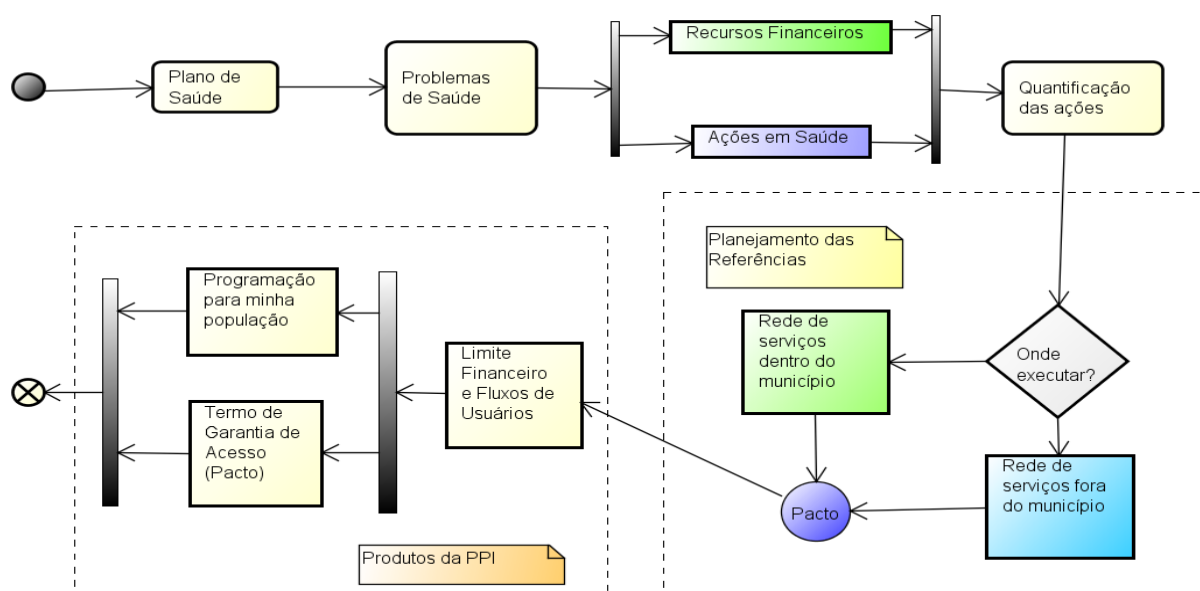 Plano de
Saúde
Problemas
de Saúde
Recursos Financeiros
Ações em Saúde
Quantificação
das ações
Planejamento das
Referências
Onde
executar?
Rede de
serviços
dentro do
município
Rede de
serviços fora
do município
Pacto
Limite
Financeiro
e Fluxos de
Usuários
Programação
para minha
população
Termo de
Garantia de
Acesso
(Pacto)
Produtos da PPI